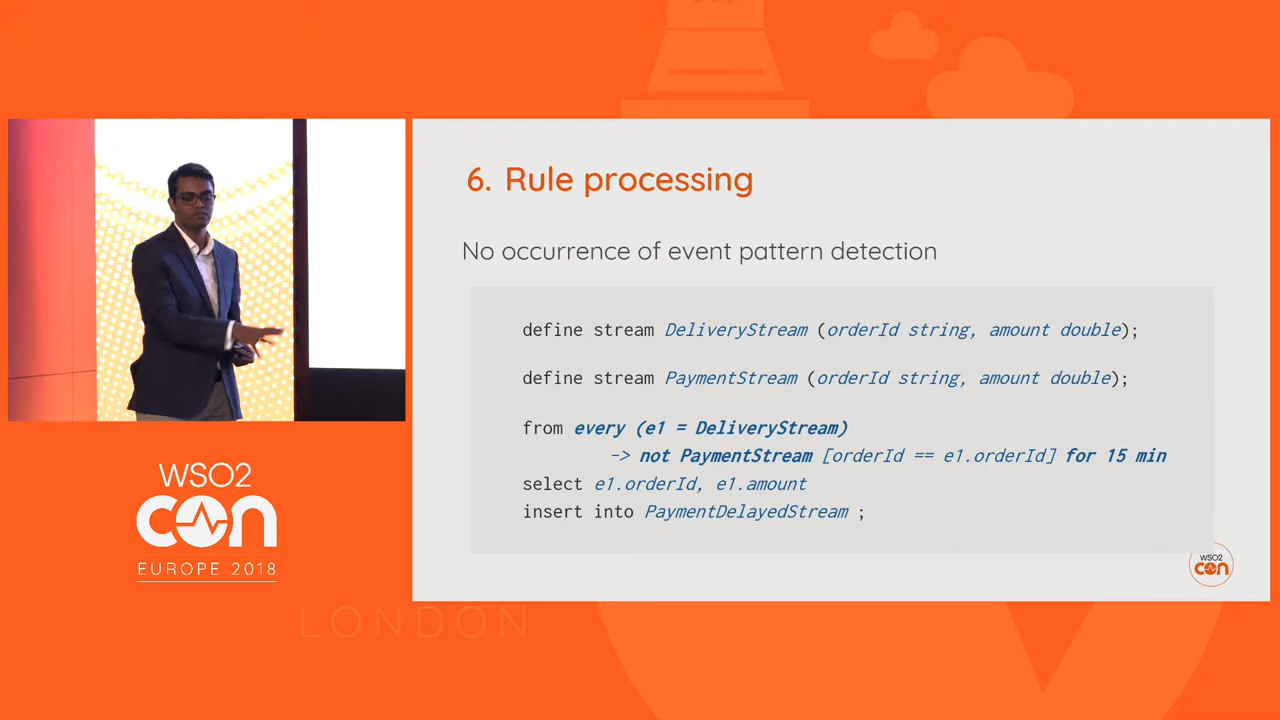 6. Rule processing
No occurrence of event pattern detection
define stream DeliveryStream (orderId string, amount double);
define stream PaymentStream (orderId string, amount double);
from every (e1 = DeliveryStream)
-> not PaymentStream [orderId == e1.orderId] for 15 min
select e1.orderId, e1.amount
insert into PaymentDelayedStream ;
WSO2
con
WSO2
con
EUROPE 2018
LONDON